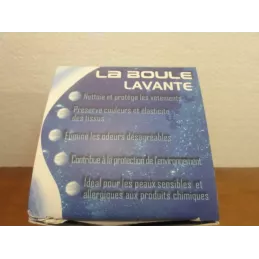 LA BOULE
LAVANTE
Nettoie et protège les vêtements
Préserve couleurs et élasticité
des tissus
Élimine les odeurs désagréables
Contribue à la protection de l'environnement
Idéal pour les peaux sensibles et
allergiques aux produits chimiques